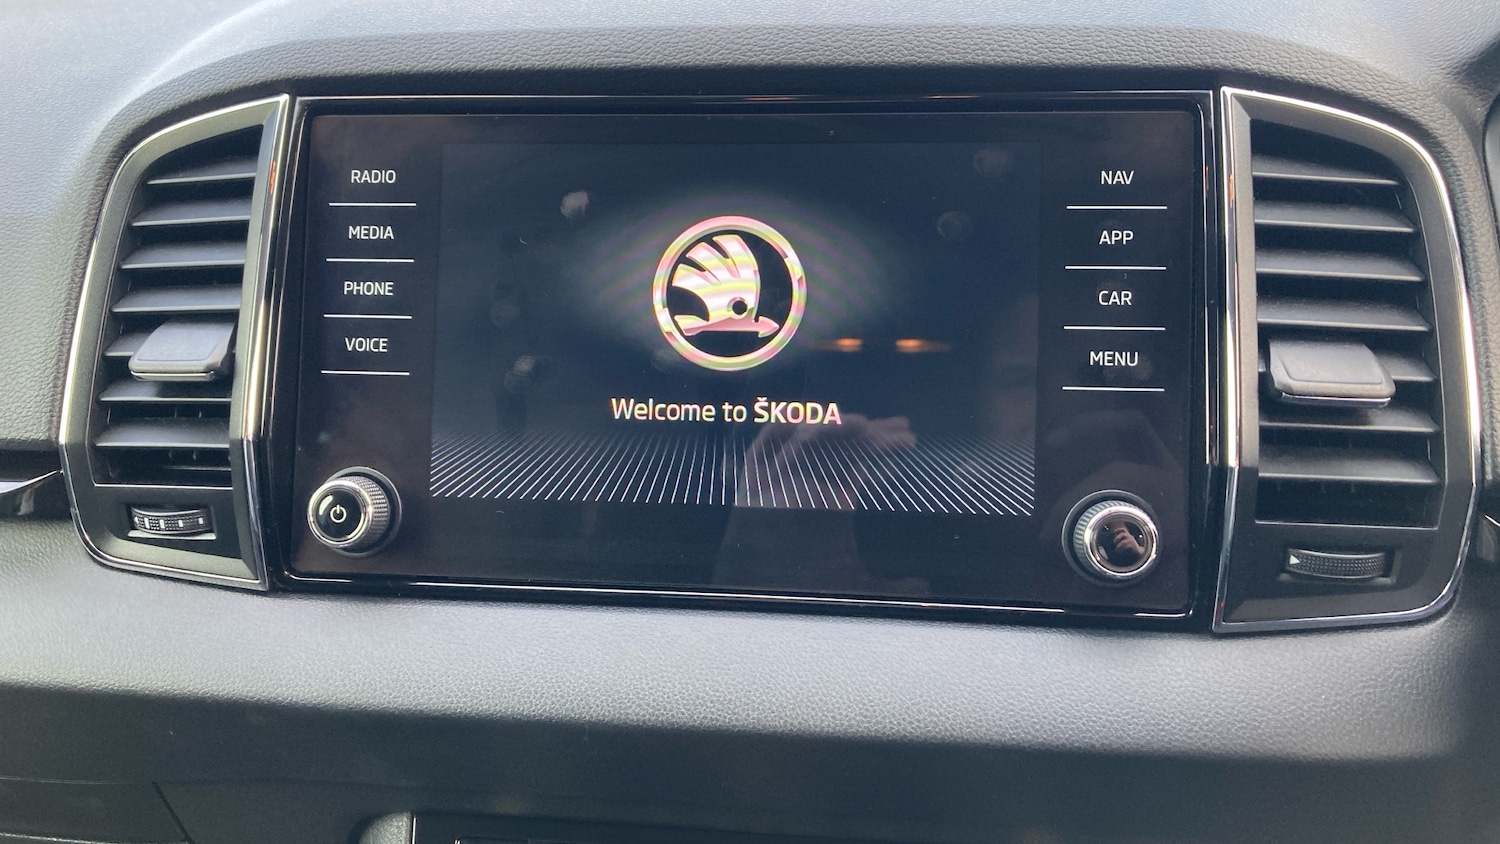 RADIO
MEDIA
PHONE
VOICE
Welcome to ŠKODA
NAV
APP
CAR
MENU